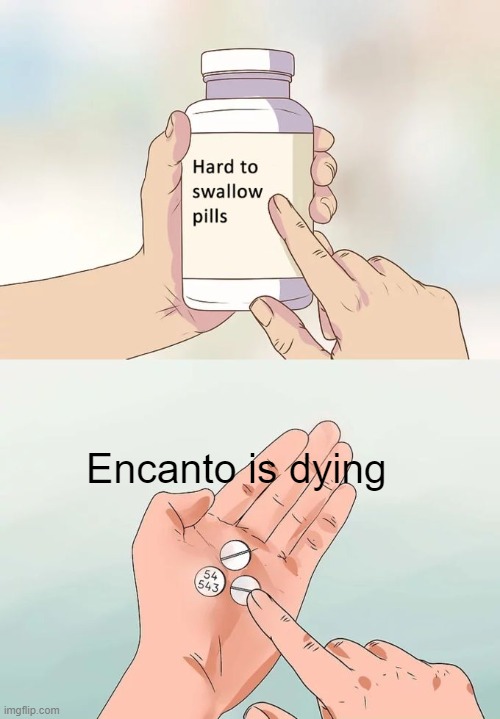 Hard to
swallow
pills
Encanto is dying
54
543
imgflip.com